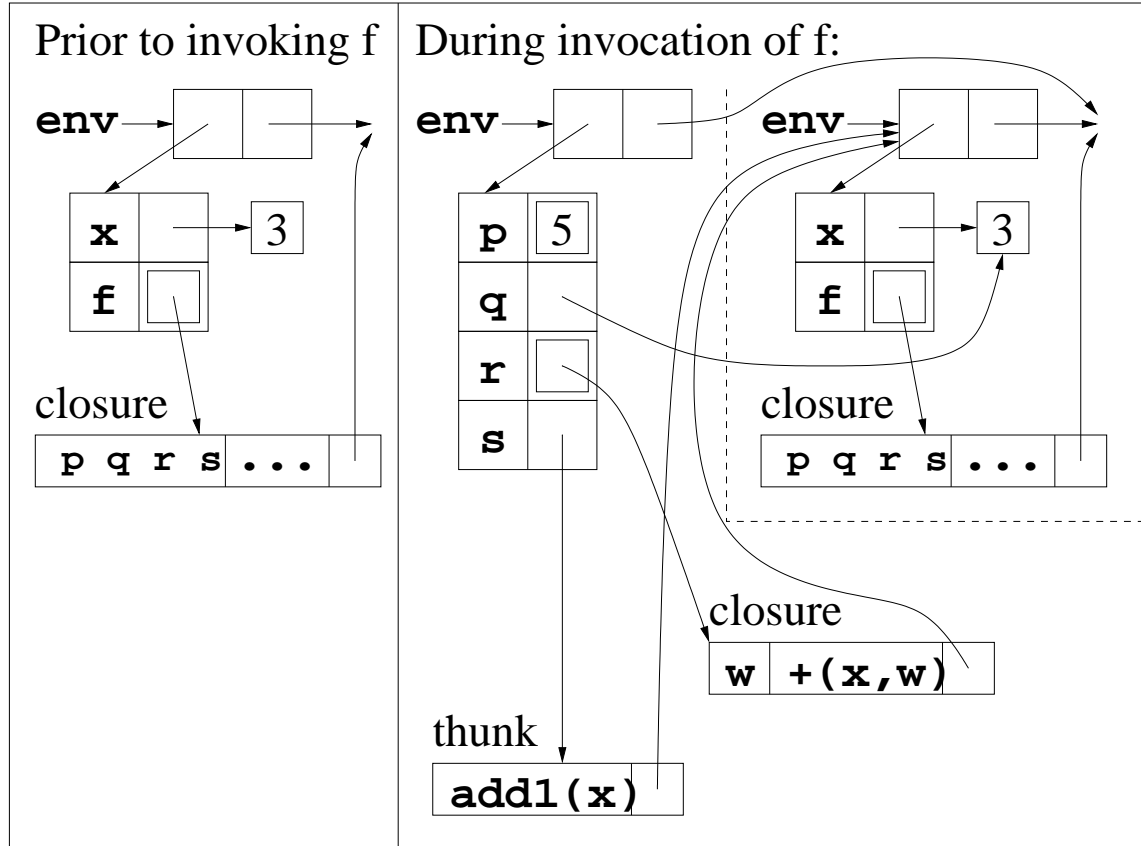 Prior to invoking f
env
x
3
f
closure
p q r s ...
During invocation of f:
env
p 5
q
r
s
env
x
3
f
closure
p q r s ...
closure
w +(x,w)
thunk
add1(x)